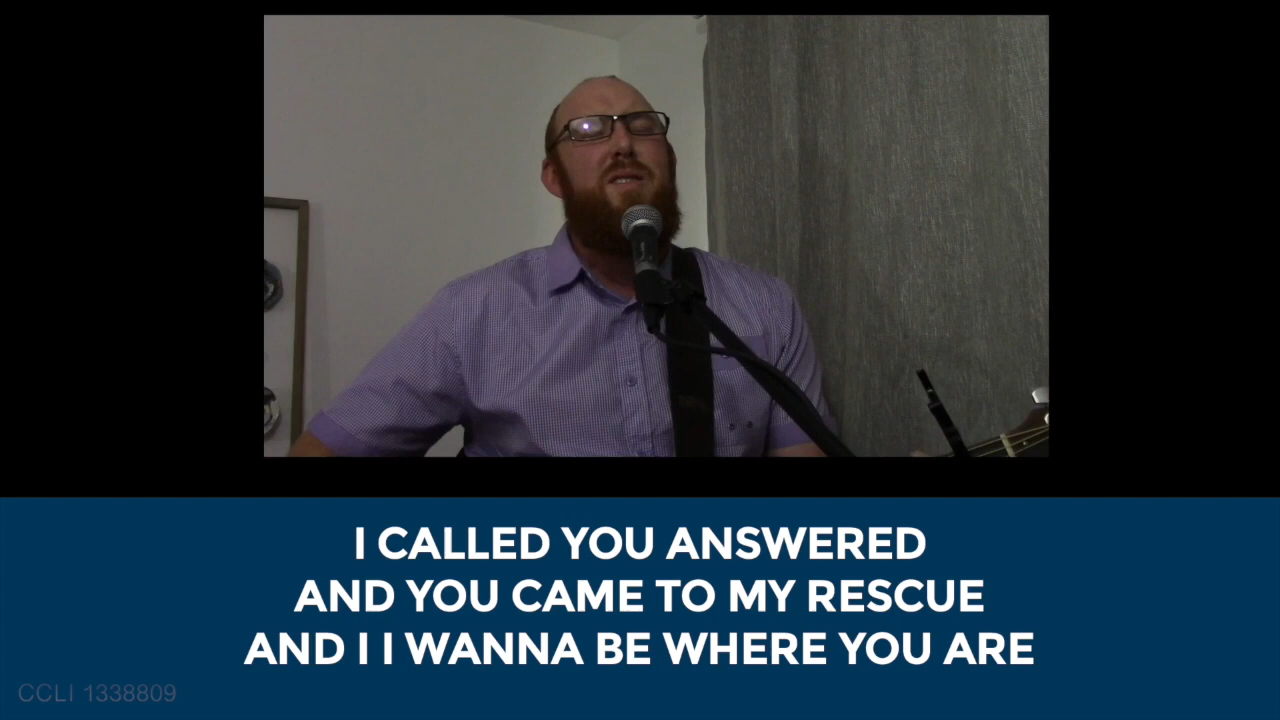 I CALLED YOU ANSWERED
AND YOU CAME TO MY RESCUE
AND I I WANNA BE WHERE YOU ARE
CCLI 1338809